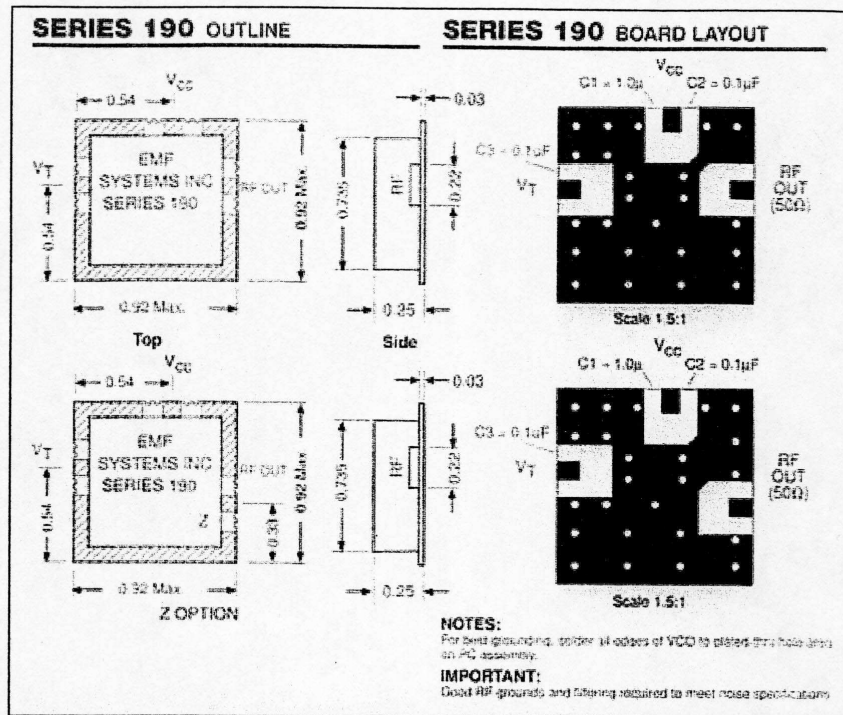 SERIES 190 OUTLINE
VCC
0.54
VT
EMF
SYSTEMS INC
SERIES 190
RF OUT
0.54
0.92 Max.
0.92 Max.
Top
0.03
0.735
RF
0.22
0.25
Side
VCC
0.54
VT
EMF
SYSTEMS INC
SERIES 190
Z
RF OUT
0.54
0.33
0.92 Max
0.92 Max
Z OPTION
0.03
0.735
RF
0.22
0.25
SERIES 190 BOARD LAYOUT
VCC
C1 = 1.0µ C2 = 0.1µF
C3 = 0.1µF
VT
RF
OUT
(50Ω)
Scale 1.5:1
VCC
C1 = 1.0µ C2 = 0.1µF
C3 = 0.1µF
VT
RF
OUT
(50Ω)
Scale 1.5:1
NOTES:
For best grounding, solder all edges of VCO to plated-thru hole area
on PC assembly.
IMPORTANT:
Good RF grounds and filtering required to meet noise specifications